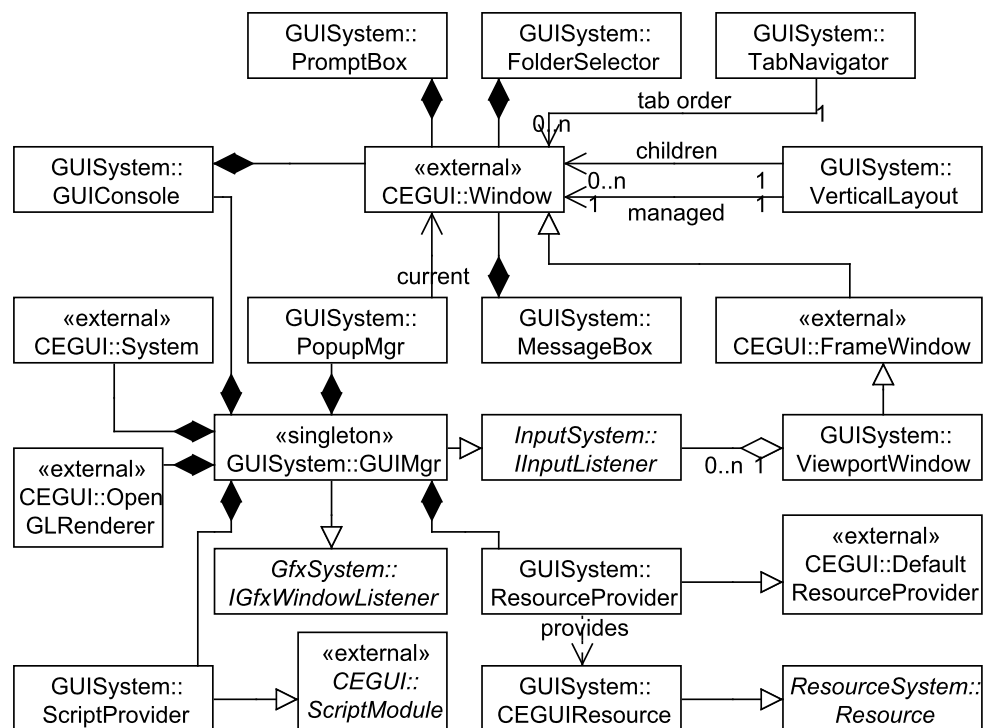 GUISystem::
PromptBox
GUISystem::
FolderSelector
GUISystem::
TabNavigator
tab order
1
0..n
GUISystem::
GUIConsole
«external»
CEGUI::Window
children
0..n
1
1
managed
1
GUISystem::
VerticalLayout
current
«external»
CEGUI::System
GUISystem::
PopupMgr
GUISystem::
MessageBox
«external»
CEGUI::FrameWindow
«singleton»
GUISystem::GUIMgr
InputSystem::
IInputListener
0..n
1
GUISystem::
ViewportWindow
«external»
CEGUI::Open
GLRenderer
GfxSystem::
IGfxWindowListener
GUISystem::
ResourceProvider
«external»
CEGUI::Default
ResourceProvider
provides
GUISystem::
ScriptProvider
«external»
CEGUI::
ScriptModule
GUISystem::
CEGUIResource
ResourceSystem::
Resource